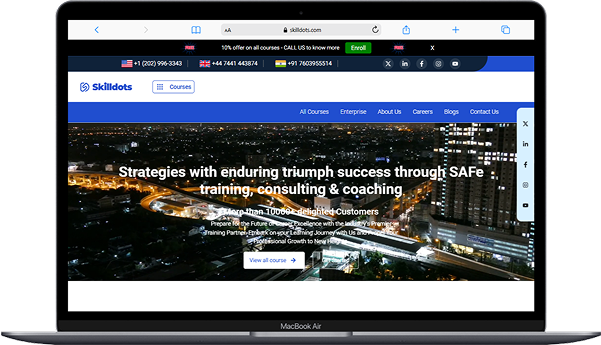 AA skilldots.com
10% offer on all courses - CALL US to know more Enroll X
+1 (202) 996-3343 +44 7441 443874 +91 7603955514
Skilldots Courses
All Courses Enterprise About Us Careers Blogs Contact Us
Strategies with enduring triumph success through SAFe
training, consulting & coaching
More than 10000+ delighted Customers
Prepare for the Future of Career Excellence with the Industry's Premier
Training Partner. Embark on your Learning Journey with Us and
Professional Growth to New
View all course
MacBook Air